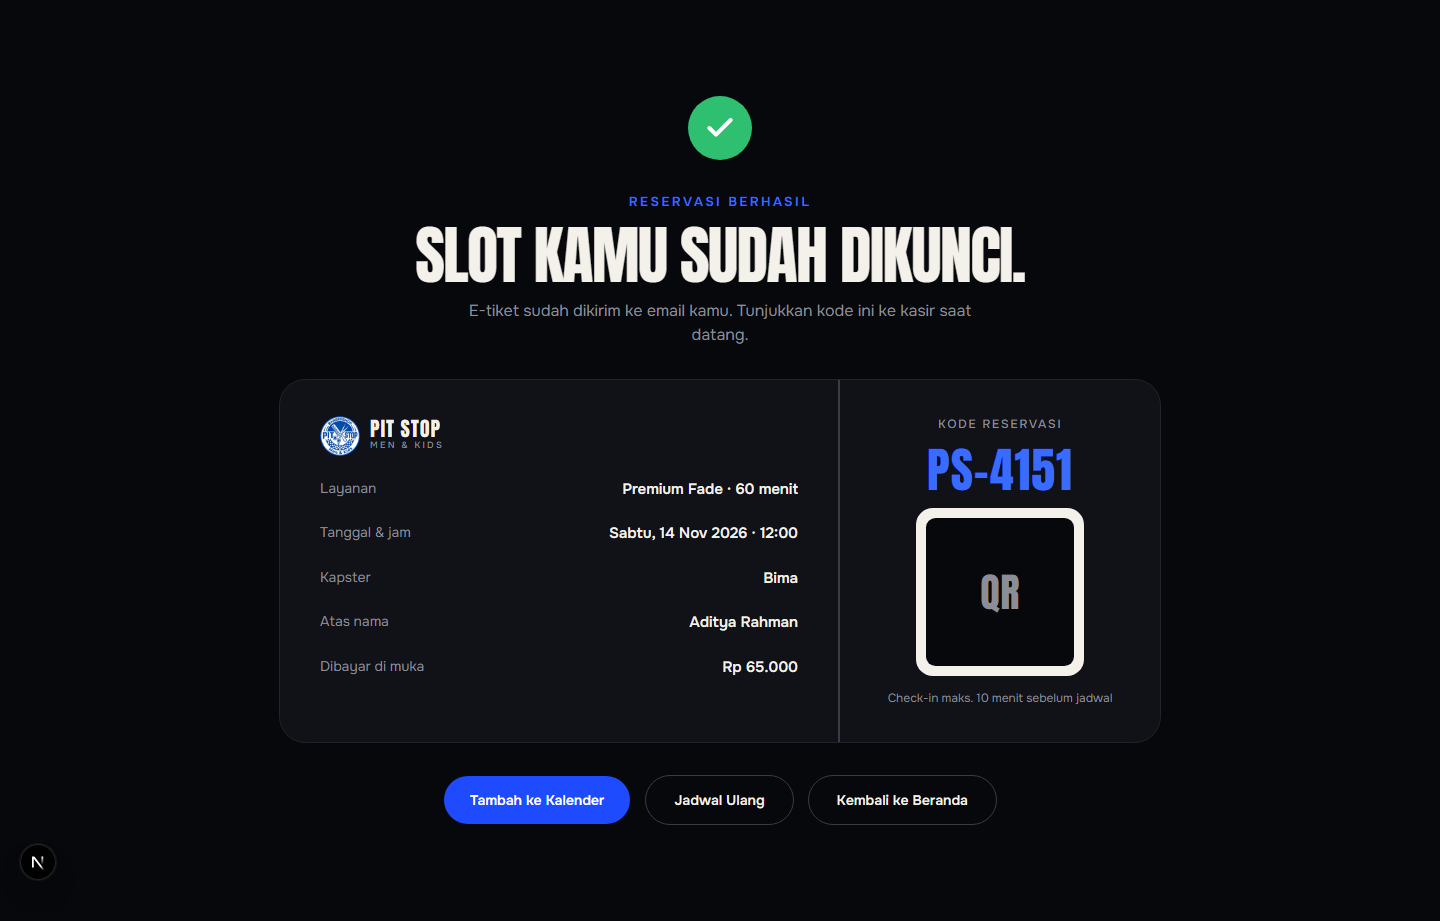 RESERVASI BERHASIL
SLOT KAMU SUDAH DIKUNCI.
E-tiket sudah dikirim ke email kamu. Tunjukkan kode ini ke kasir saat
datang.
PIT STOP
PIT STOP
MEN & KIDS
Layanan
Premium Fade · 60 menit
Tanggal & jam
Sabtu, 14 Nov 2026 · 12:00
Kapster
Bima
Atas nama
Aditya Rahman
Dibayar di muka
Rp 65.000
KODE RESERVASI
PS-4151
QR
Check-in maks. 10 menit sebelum jadwal
Tambah ke Kalender
Jadwal Ulang
Kembali ke Beranda
N